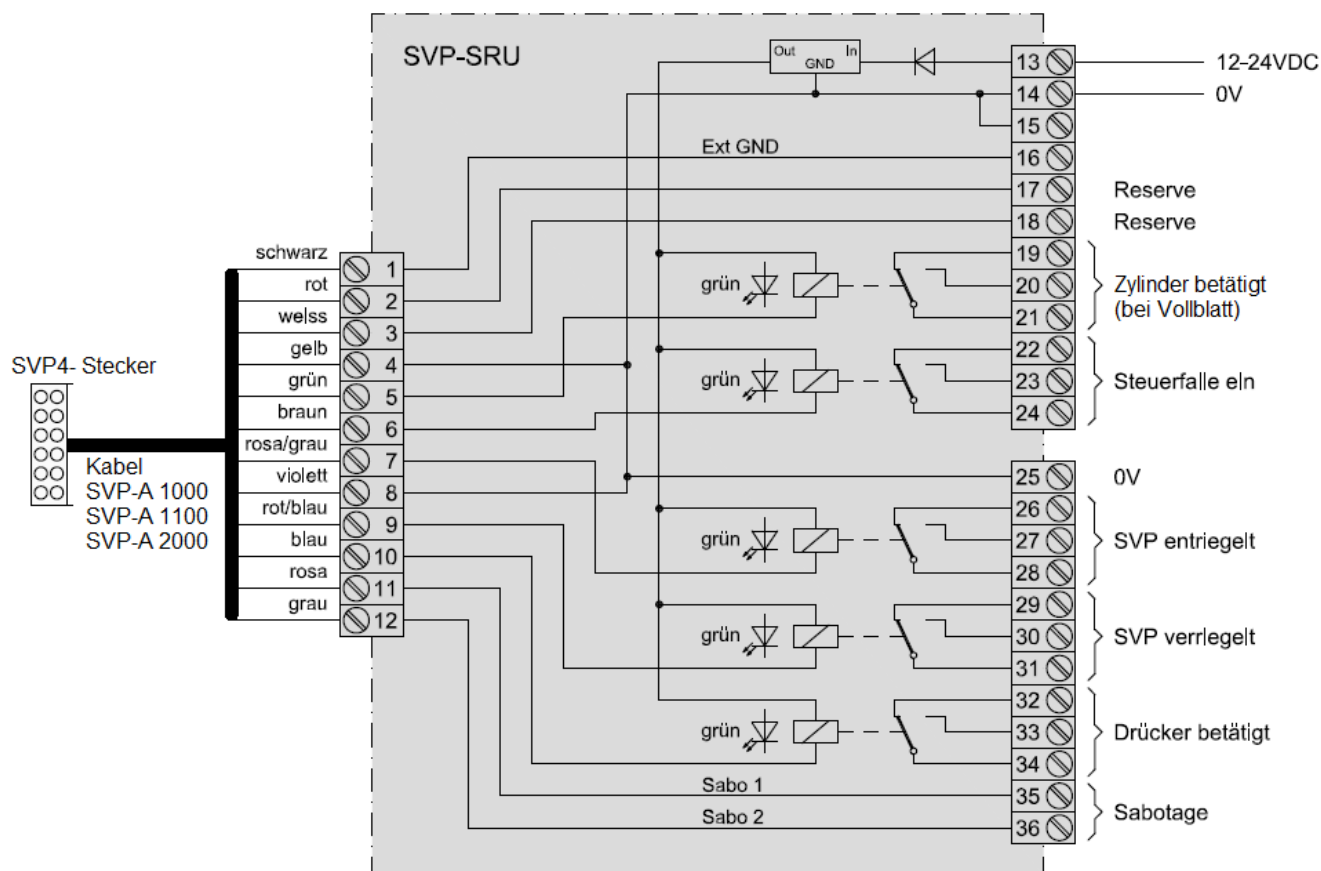 SVP-SRU
Out In
GND
13 12-24VDC
14 0V
15
Ext GND 16
17 Reserve
18 Reserve
schwarz 1
rot 2
welss 3
gelb 4
grün 5
braun 6
rosa/grau 7
violett 8
rot/blau 9
blau 10
rosa 11
grau 12
SVP4- Stecker
Kabel
SVP-A 1000
SVP-A 1100
SVP-A 2000
19
grün 20 Zylinder betätigt
21 (bei Vollblatt)
22
grün 23 Steuerfalle eln
24
25 0V
26
grün 27 SVP entriegelt
28
29
grün 30 SVP verrlegelt
31
32
grün 33 Drücker betätigt
34
Sabo 1 35
Sabotage
Sabo 2 36